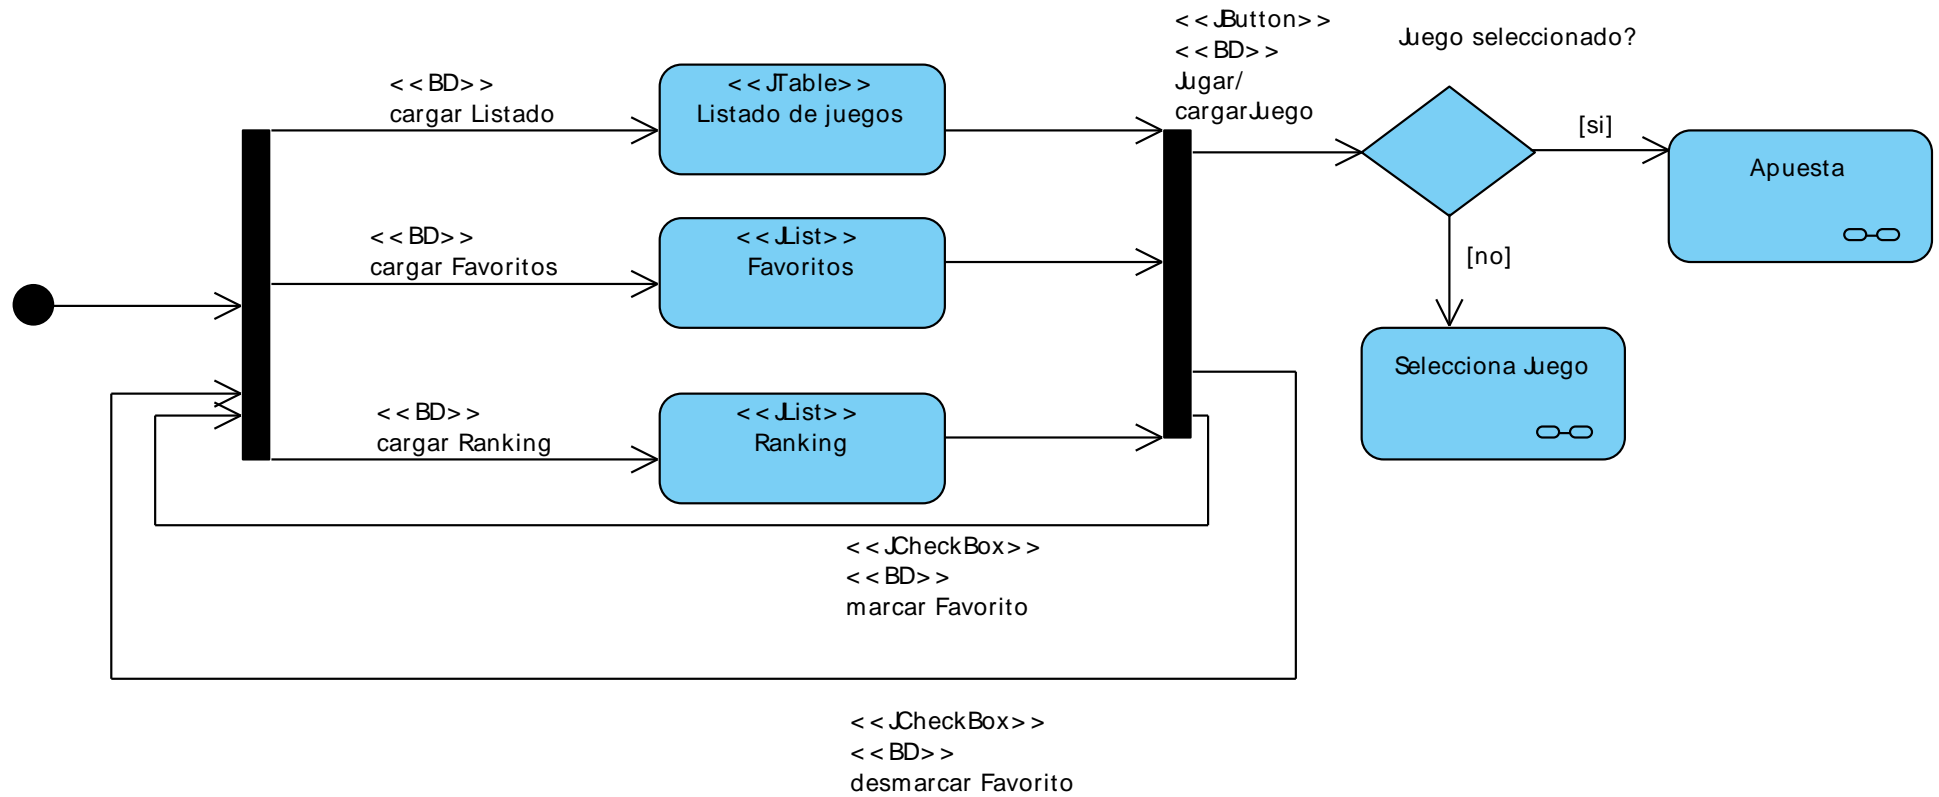 <<BD>>
cargar Listado
<<JTable>>
Listado de juegos
<<JButton>>
<<BD>>
Jugar/
cargarJuego
Juego seleccionado?
[si]
Apuesta
[no]
Selecciona Juego
<<BD>>
cargar Favoritos
<<JList>>
Favoritos
<<BD>>
cargar Ranking
<<JList>>
Ranking
<<JCheckBox>>
<<BD>>
marcar Favorito
<<JCheckBox>>
<<BD>>
desmarcar Favorito